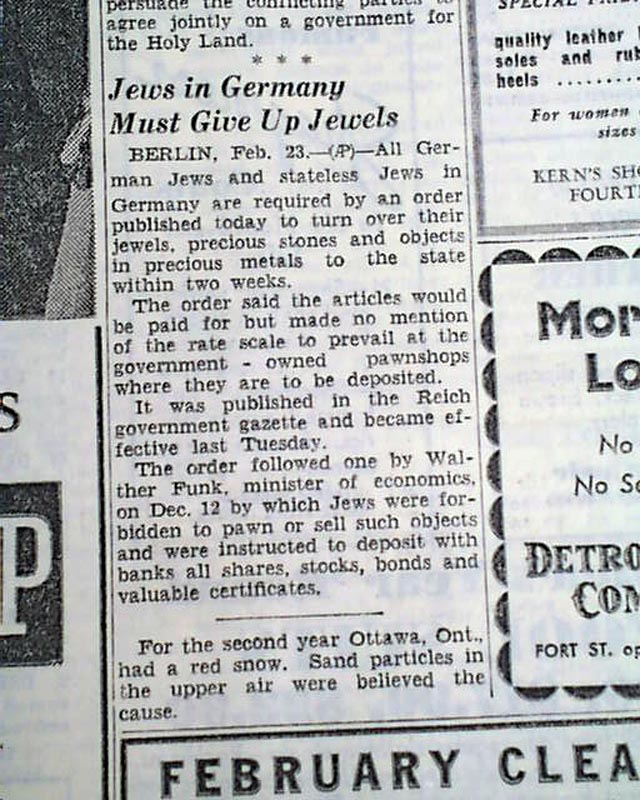 persuade the conflicting parties to
agree jointly on a government for
the Holy Land.
* * *
Jews in Germany
Must Give Up Jewels
BERLIN, Feb. 23.—(AP)—All Ger-
man Jews and stateless Jews in
Germany are required by an order
published today to turn over their
jewels, precious stones and objects
in precious metals to the state
within two weeks.
The order said the articles would
be paid for but made no mention
of the rate scale to prevail at the
government - owned pawnshops
where they are to be deposited.
It was published in the Reich
government gazette and became ef-
fective last Tuesday.
The order followed one by Wal-
ther Funk, minister of economics,
on Dec. 12 by which Jews were for-
bidden to pawn or sell such objects
and were instructed to deposit with
banks all shares, stocks, bonds and
valuable certificates.
For the second year Ottawa, Ont.,
had a red snow. Sand particles in
the upper air were believed the
cause.
SPECIAL
quality leather
soles and
heels ..........
For women
sizes
KERN'S
FOURT
Mon
Lo
No
No
DETRO
COM
FORT ST.
S
P
FEBRUARY CLEA